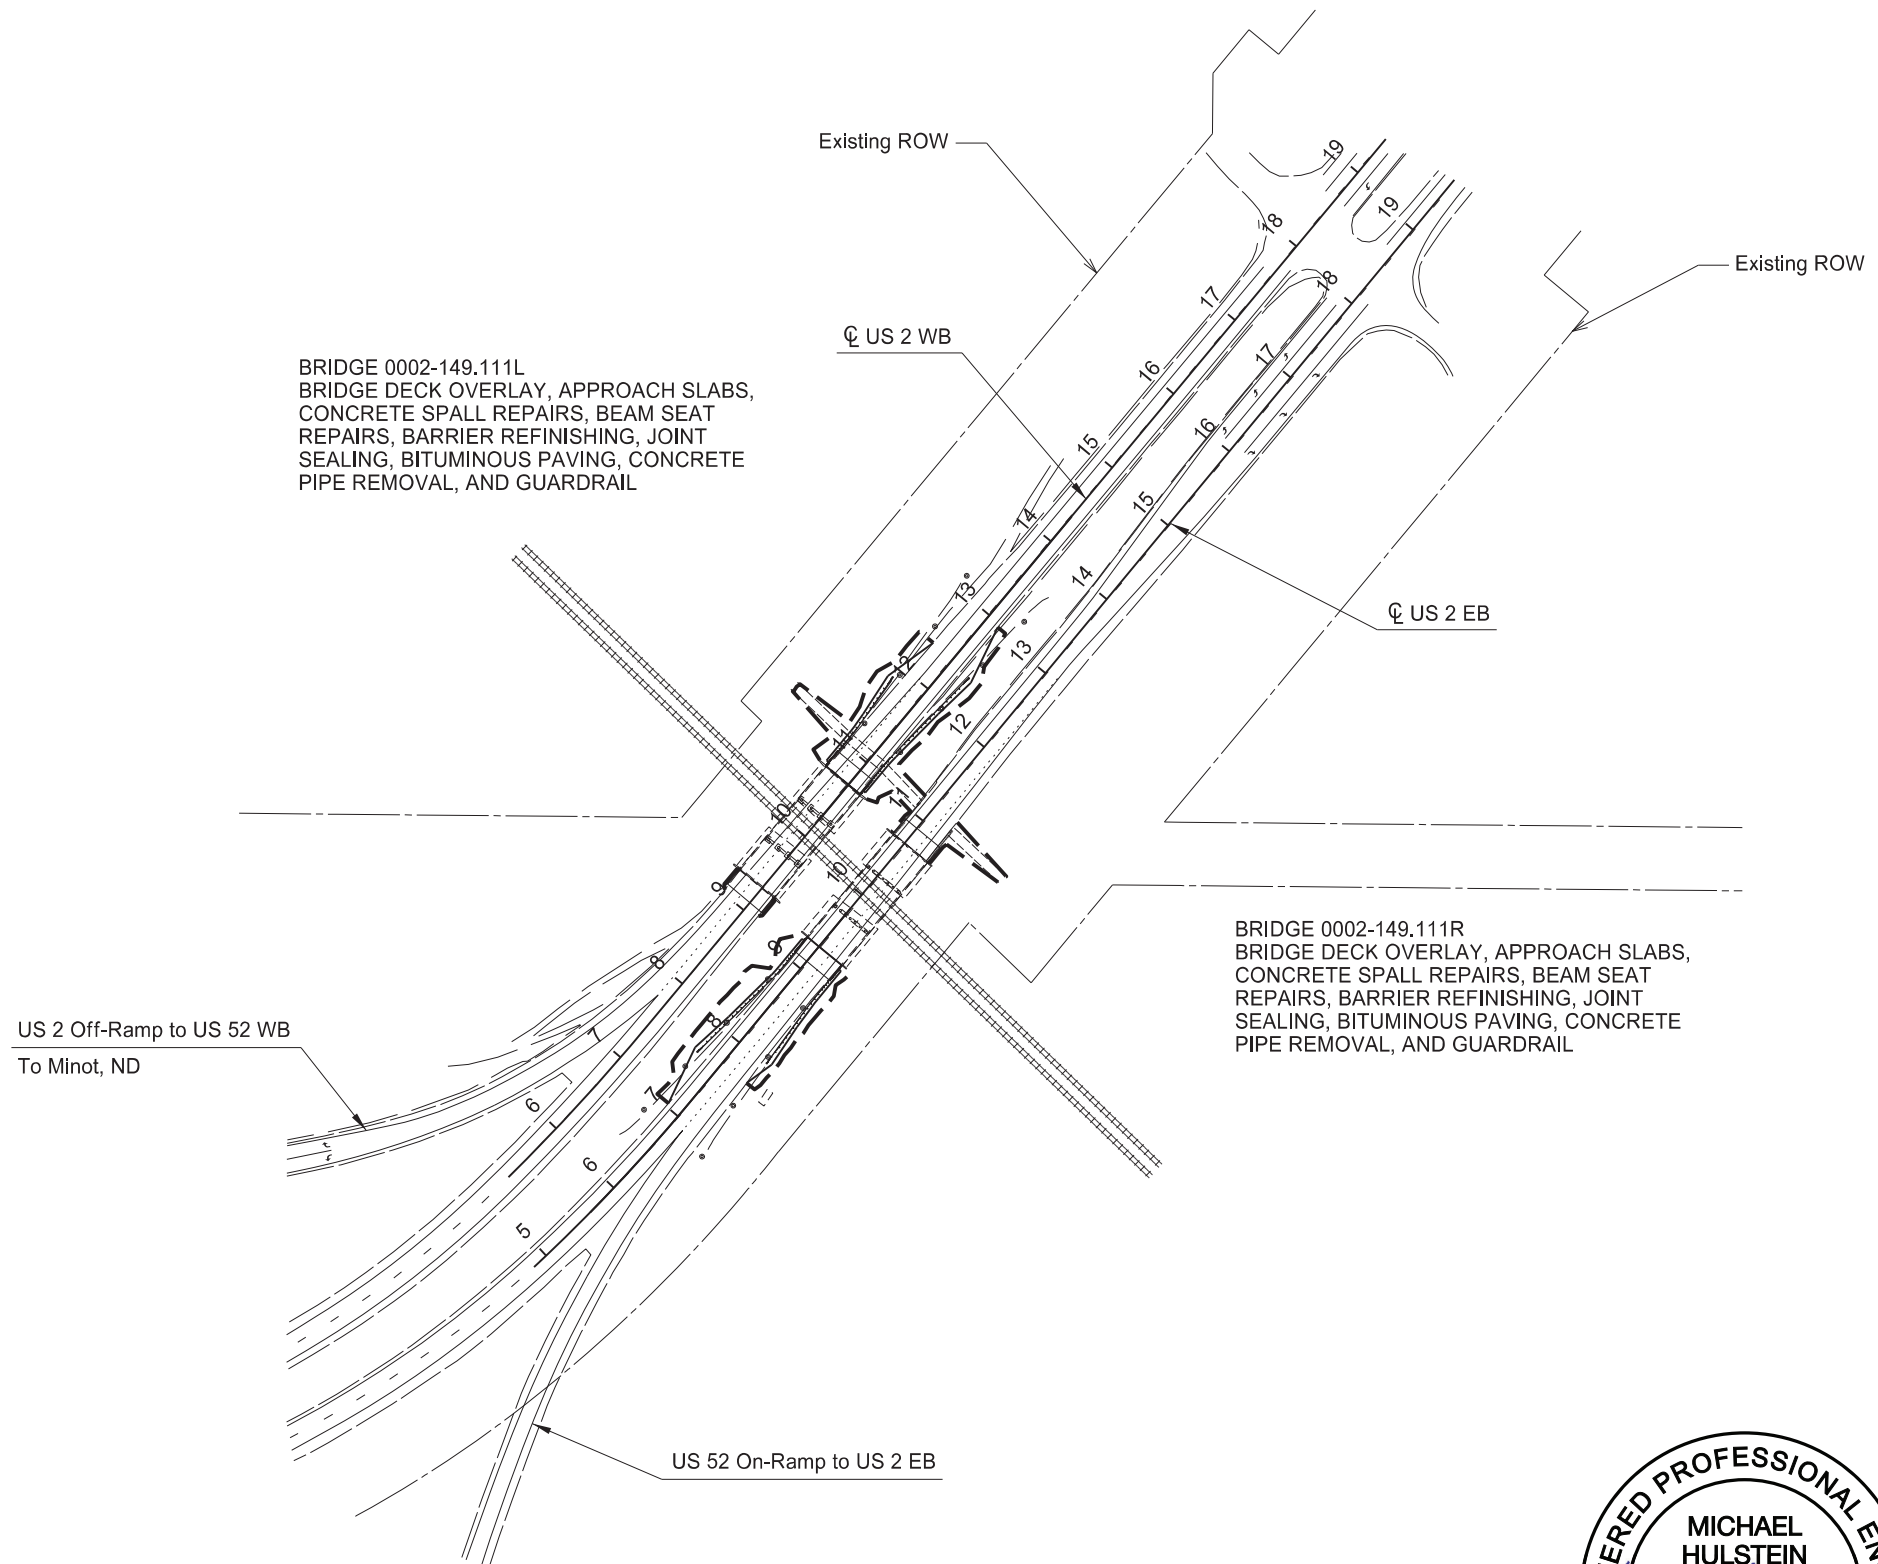 Existing ROW
Existing ROW
℄ US 2 WB
BRIDGE 0002-149.111L
BRIDGE DECK OVERLAY, APPROACH SLABS,
CONCRETE SPALL REPAIRS, BEAM SEAT
REPAIRS, BARRIER REFINISHING, JOINT
SEALING, BITUMINOUS PAVING, CONCRETE
PIPE REMOVAL, AND GUARDRAIL
℄ US 2 EB
19
18
17
16
15
14
13
12
11
10
9
8
7
6
19
18
17
16
15
14
13
12
11
10
9
8
7
6
5
BRIDGE 0002-149.111R
BRIDGE DECK OVERLAY, APPROACH SLABS,
CONCRETE SPALL REPAIRS, BEAM SEAT
REPAIRS, BARRIER REFINISHING, JOINT
SEALING, BITUMINOUS PAVING, CONCRETE
PIPE REMOVAL, AND GUARDRAIL
US 2 Off-Ramp to US 52 WB
To Minot, ND
US 52 On-Ramp to US 2 EB
ERED PROFESSIONAL EN
MICHAEL
HULSTEIN